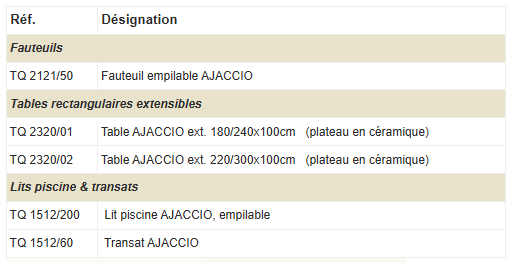 Réf. Désignation
Fauteuils
TQ 2121/50 Fauteuil empilable AJACCIO
Tables rectangulaires extensibles
TQ 2320/01 Table AJACCIO ext. 180/240x100cm (plateau en céramique)
TQ 2320/02 Table AJACCIO ext. 220/300x100cm (plateau en céramique)
Lits piscine & transats
TQ 1512/200 Lit piscine AJACCIO, empilable
TQ 1512/60 Transat AJACCIO